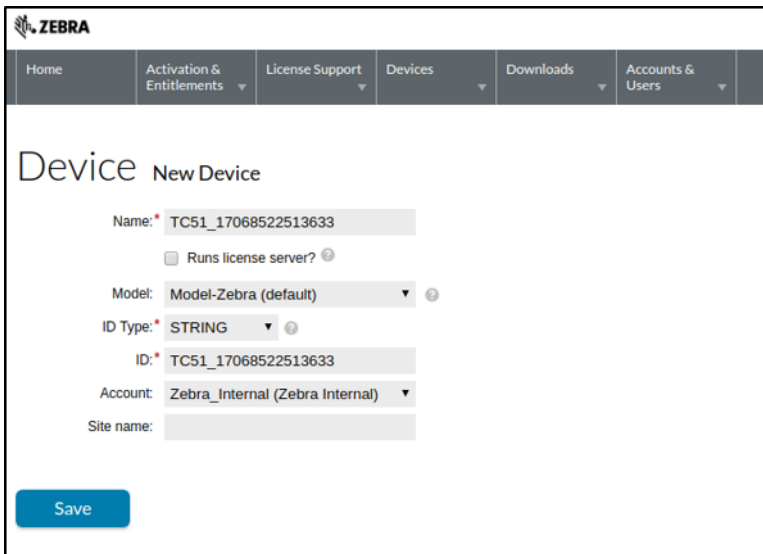 ZEBRA
Home
Activation &
Entitlements
License Support
Devices
Downloads
Accounts &
Users
Device New Device
Name:* TC51_17068522513633
Runs license server? ?
Model: Model-Zebra (default) ?
ID Type:* STRING ?
ID:* TC51_17068522513633
Account: Zebra_Internal (Zebra Internal)
Site name:
Save